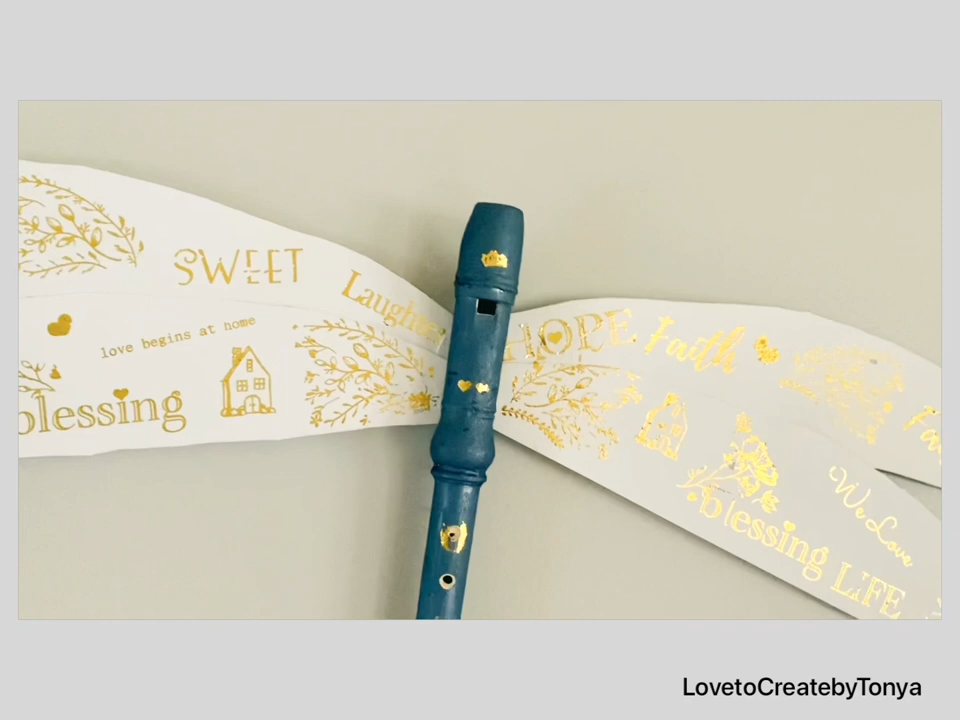 SWEET
Laughter
love begins at home
blessing
HOPE
Faith
We Love
blessing
LIFE
LovetoCreatebyTonya